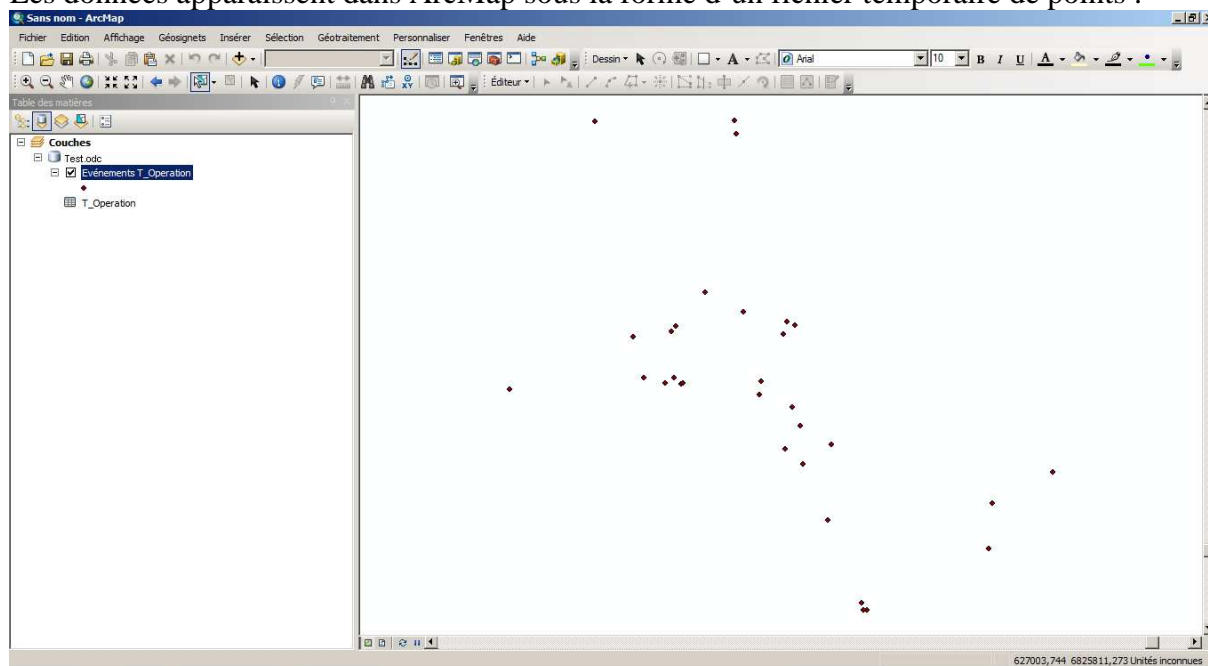 Les données apparaissent dans ArcMap sous la forme d'un fichier temporaire de points :
Sans nom - ArcMap
Fichier Edition Affichage Géosignets Insérer Sélection Géotraitement Personnaliser Fenêtres Aide
Dessin A Arial 10 B I U A
Éditeur
Table des matières
Couches
Test.odc
Evénements T_Operation
T_Operation
627003,744 6825811,273 Unités inconnues